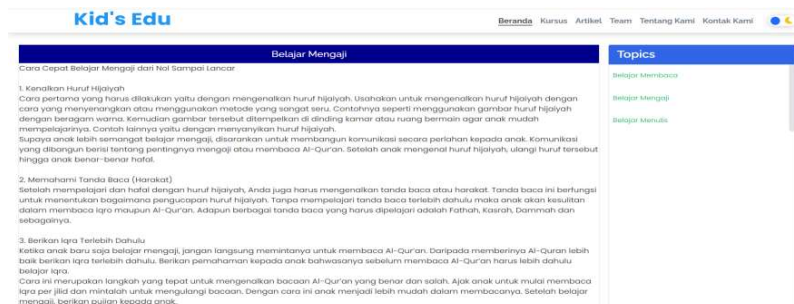 Kid's Edu
Beranda Kursus Artikel Team Tentang Kami Kontak Kami
Belajar Mengaji
Cara Cepat Belajar Mengaji dari Nol Sampai Lancar
1. Kenalkan Huruf Hijaiyah
Cara pertama yang harus dilakukan yaitu dengan mengenalkan huruf hijaiyah. Usahakan untuk mengenalkan huruf hijaiyah dengan
cara yang menyenangkan atau menggunakan metode yang sangat seru. Contohnya seperti menggunakan gambar huruf hijaiyah
dengan beragam warna. Kemudian gambar tersebut ditempelkan di dinding kamar atau ruang bermain agar anak mudah
mempelajarinya. Contoh lainnya yaitu dengan menyanyikan huruf hijaiyah.
Supaya anak lebih semangat belajar mengaji, disarankan untuk membangun komunikasi secara perlahan kepada anak. Komunikasi
yang dibangun berisi tentang pentingnya mengaji atau membaca Al-Qur'an. Setelah anak mengenal huruf hijaiyah, ulangi huruf tersebut
hingga anak benar-benar hafal.
2. Memahami Tanda Baca (Harakat)
Setelah mempelajari dan hafal dengan huruf hijaiyah, Anda juga harus mengenalkan tanda baca atau harakat. Tanda baca ini berfungsi
untuk menentukan bagaimana pengucapan huruf hijaiyah. Tanpa mempelajari tanda baca terlebih dahulu maka anak akan kesulitan
dalam membaca iqro maupun Al-Qur'an. Adapun berbagai tanda baca yang harus dipelajari adalah Fathah, Kasrah, Dammah dan
sebagainya.
3. Berikan Iqra Terlebih Dahulu
Ketika anak baru saja belajar mengaji, jangan langsung memintanya untuk membaca Al-Qur'an. Daripada memberinya Al-Quran lebih
baik berikan iqra terlebih dahulu. Berikan pemahaman kepada anak bahwasanya sebelum membaca Al-Qur'an harus lebih dahulu
belajar iqra.
Cara ini merupakan langkah yang tepat untuk mengenalkan bacaan Al-Qur'an yang benar dan salah. Ajak anak untuk mulai membaca
iqra per jilid dan mintalah untuk mengulangi bacaan. Dengan cara ini anak menjadi lebih mudah dalam membacanya. Setelah belajar
mengaji, berikan pujian kepada anak.
Topics
Belajar Membaca
Belajar Mengaji
Belajar Menulis